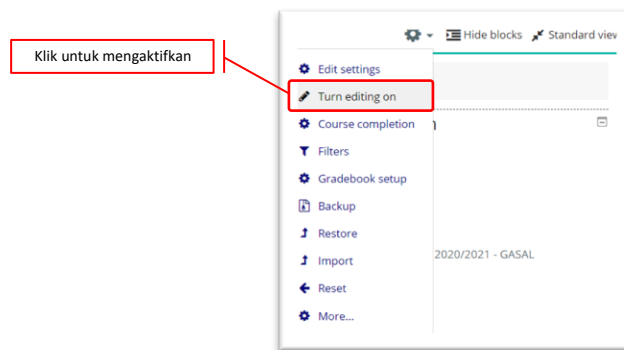 Hide blocks Standard view
Klik untuk mengaktifkan
Edit settings
Turn editing on
Course completion
Filters
Gradebook setup
Backup
Restore
2020/2021 - GASAL
Import
Reset
More...